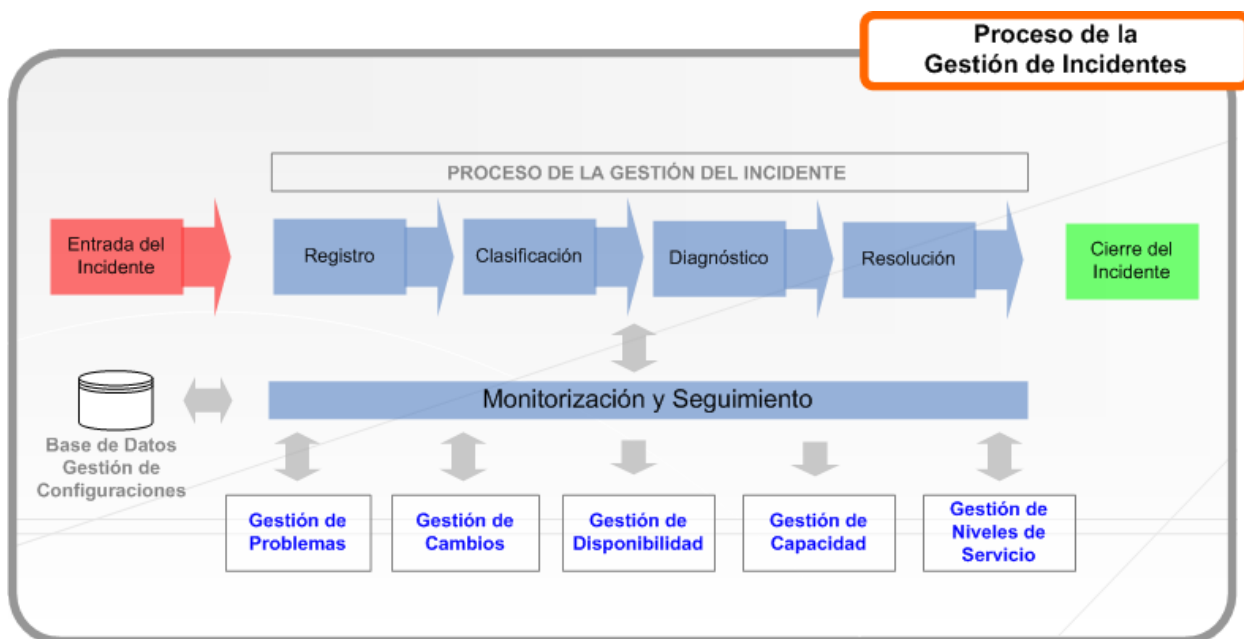 Proceso de la
Gestión de Incidentes
PROCESO DE LA GESTIÓN DEL INCIDENTE
Entrada del
Incidente
Registro
Clasificación
Diagnóstico
Resolución
Cierre del
Incidente
Monitorización y Seguimiento
Base de Datos
Gestión de
Configuraciones
Gestión de
Problemas
Gestión de
Cambios
Gestión de
Disponibilidad
Gestión de
Capacidad
Gestión de
Niveles de
Servicio